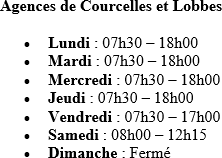 Agences de Courcelles et Lobbes
• Lundi : 07h30 – 18h00
• Mardi : 07h30 – 18h00
• Mercredi : 07h30 – 18h00
• Jeudi : 07h30 – 18h00
• Vendredi : 07h30 – 17h00
• Samedi : 08h00 – 12h15
• Dimanche : Fermé